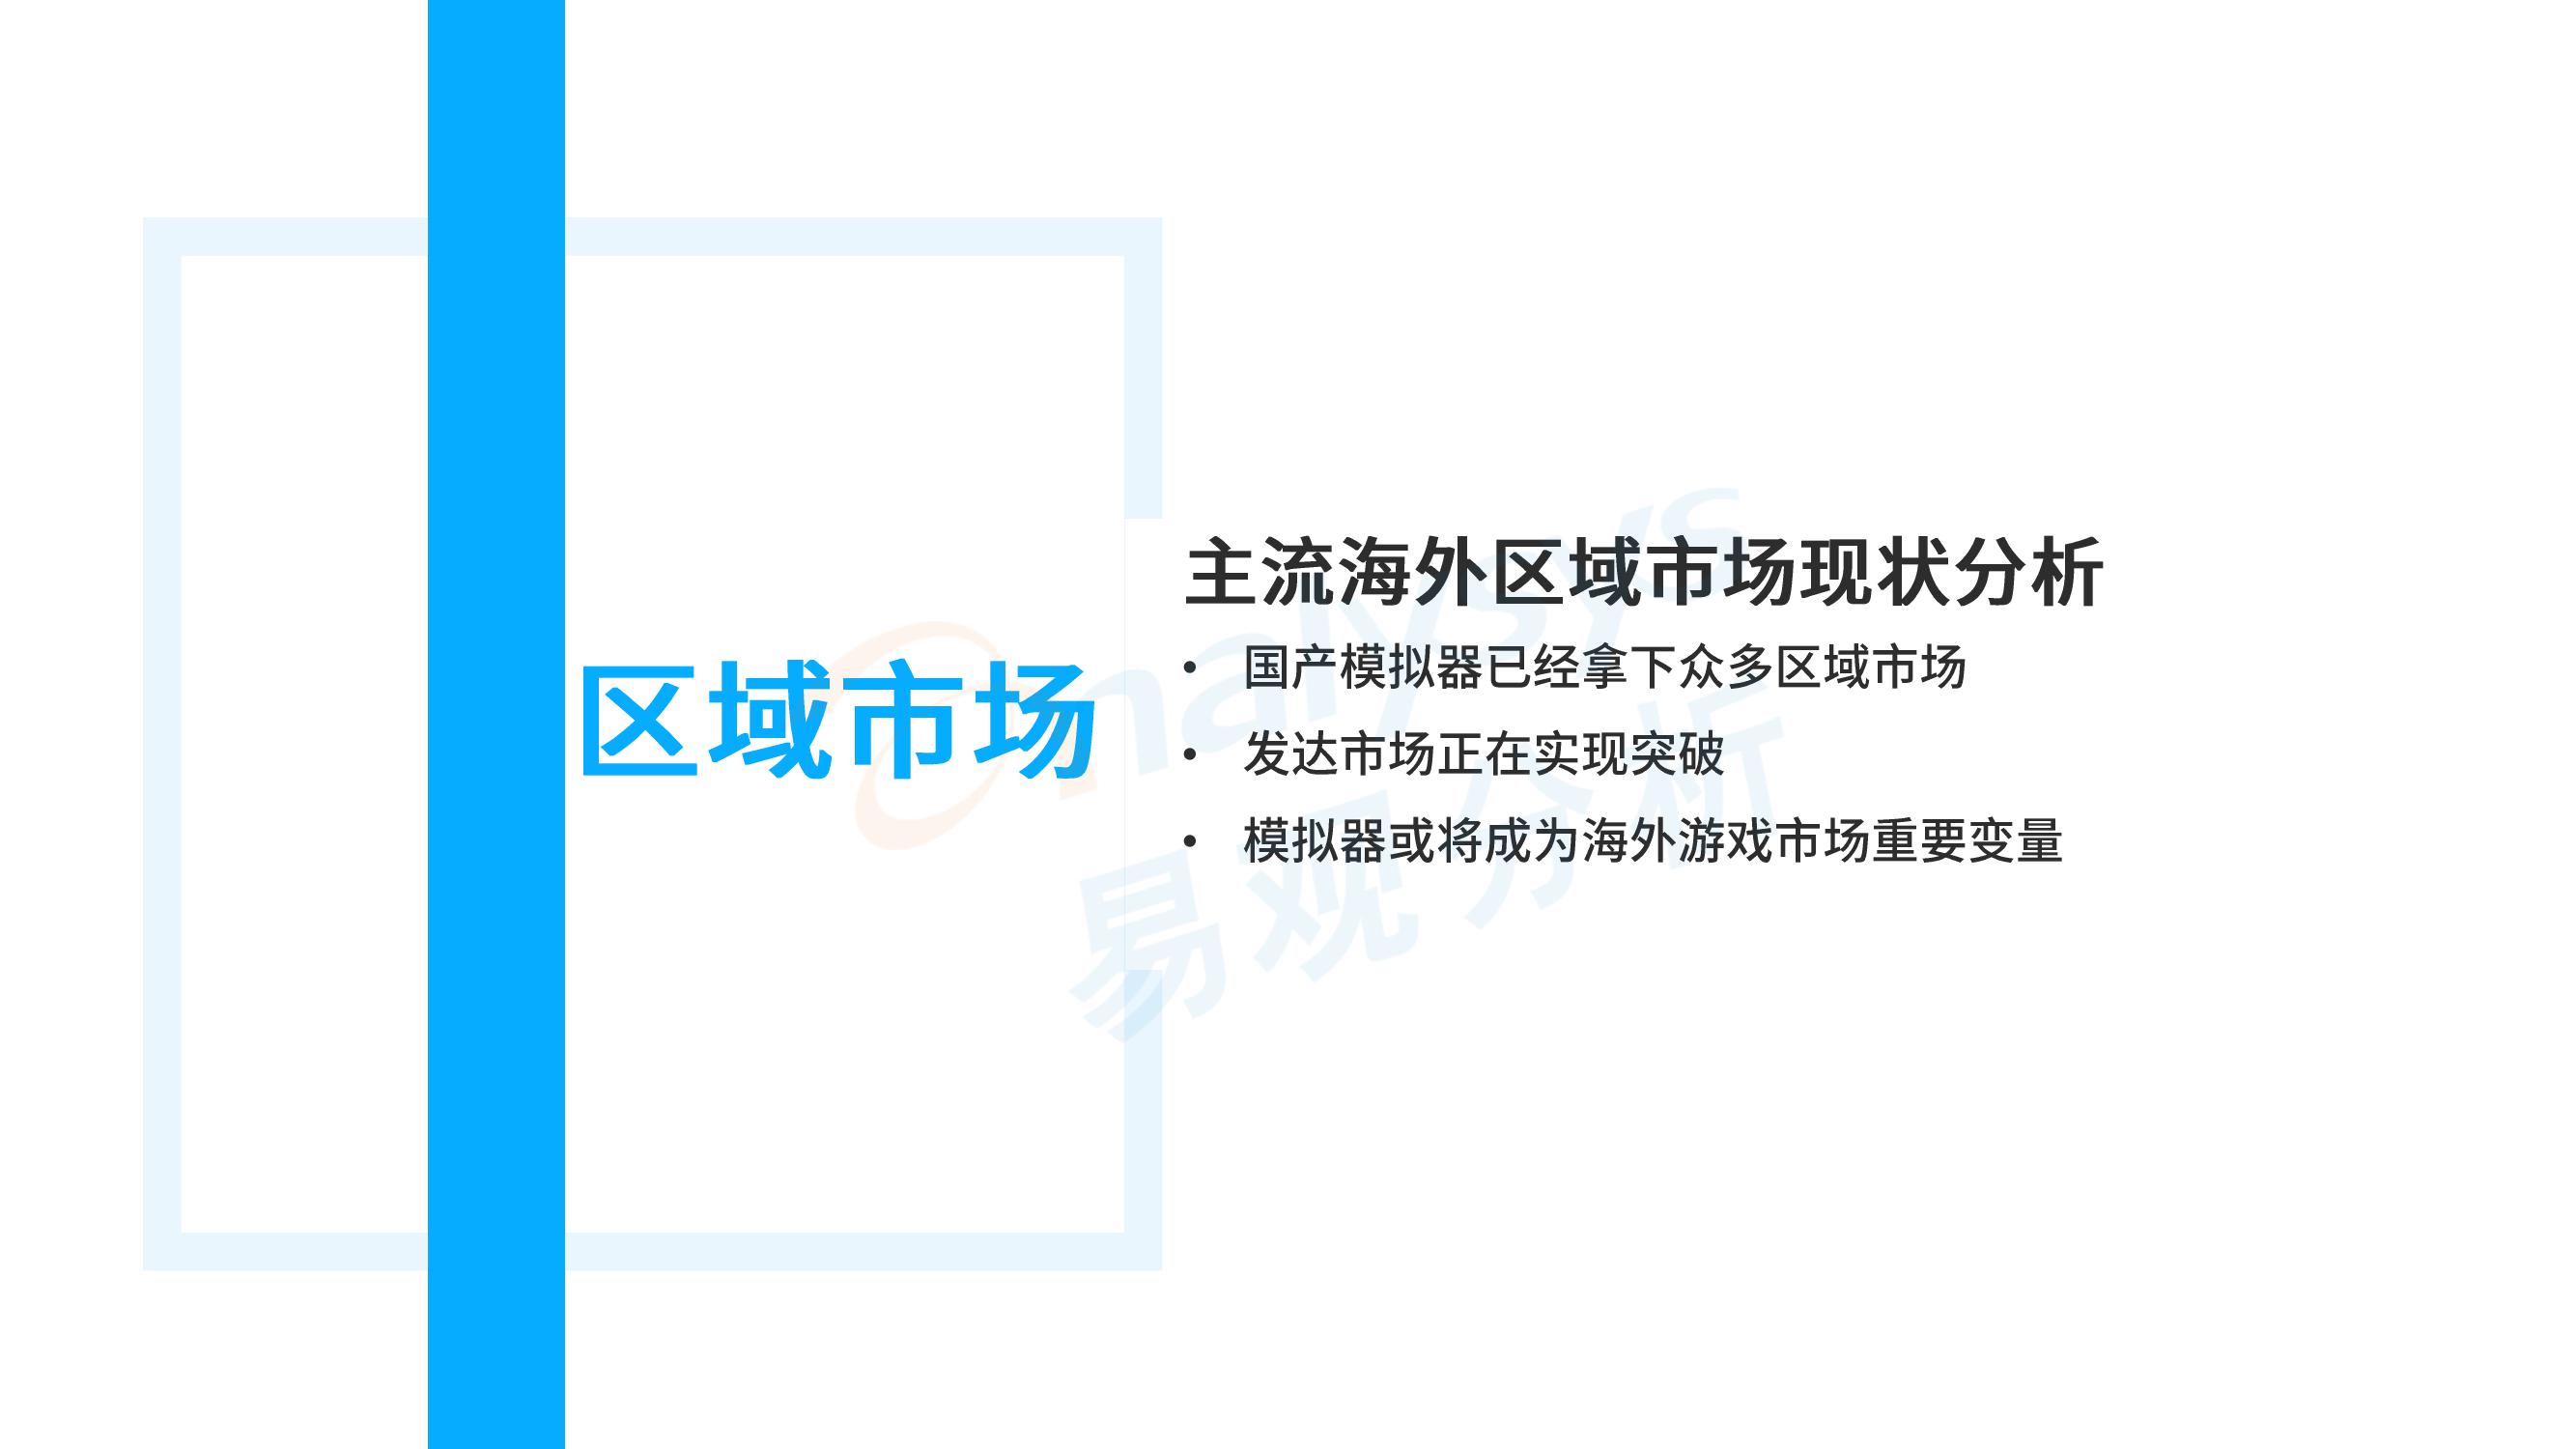 区域市场
主流海外区域市场现状分析
• 国产模拟器已经拿下众多区域市场
• 发达市场正在实现突破
• 模拟器或将成为海外游戏市场重要变量
analysys
易观分析